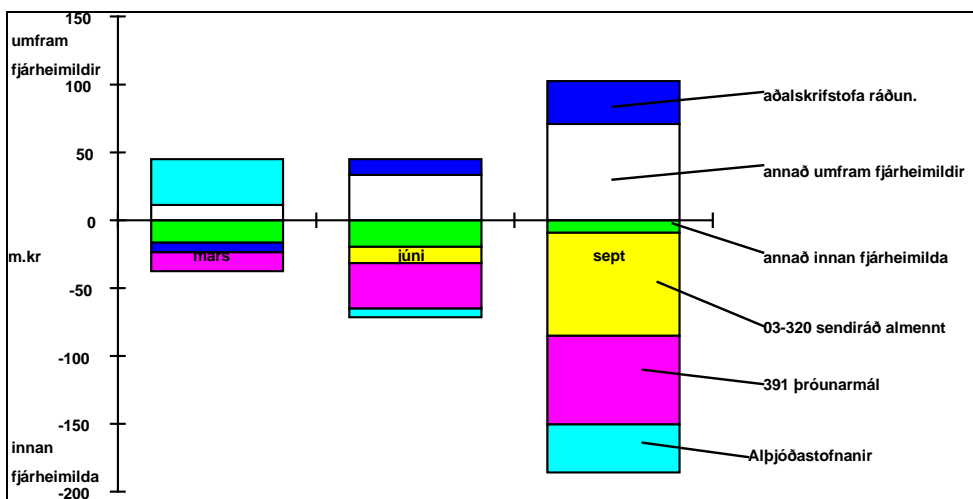 150
umfram
fjárheimildir
100
50
0
m.kr
-50
-100
-150
innan
fjárheimilda
-200
mars
júní
sept
aðalskrifstofa ráðun.
annað umfram fjárheimildir
annað innan fjárheimilda
03-320 sendiráð almennt
391 þróunarmál
Alþjóðastofnanir